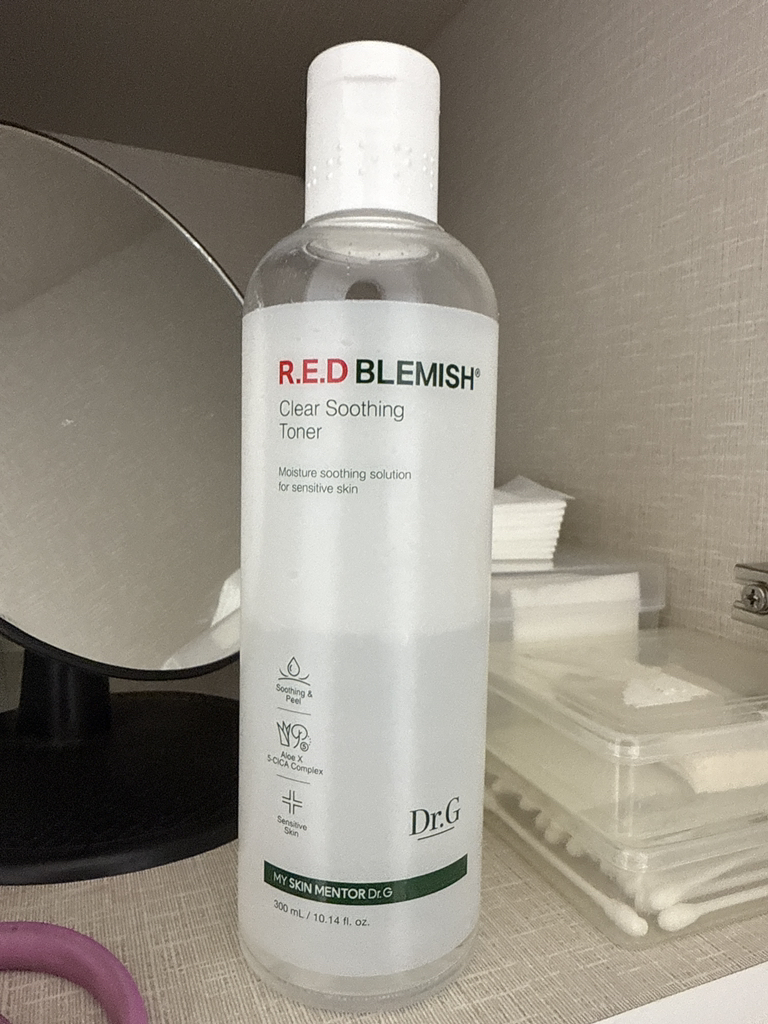 R.E.D BLEMISH®
Clear Soothing
Toner
Moisture soothing solution
for sensitive skin
Soothing &
Peel
Aloe X
5-CICA Complex
Sensitive
Skin
Dr.G
MY SKIN MENTOR Dr.G
300 mL / 10.14 fl. oz.